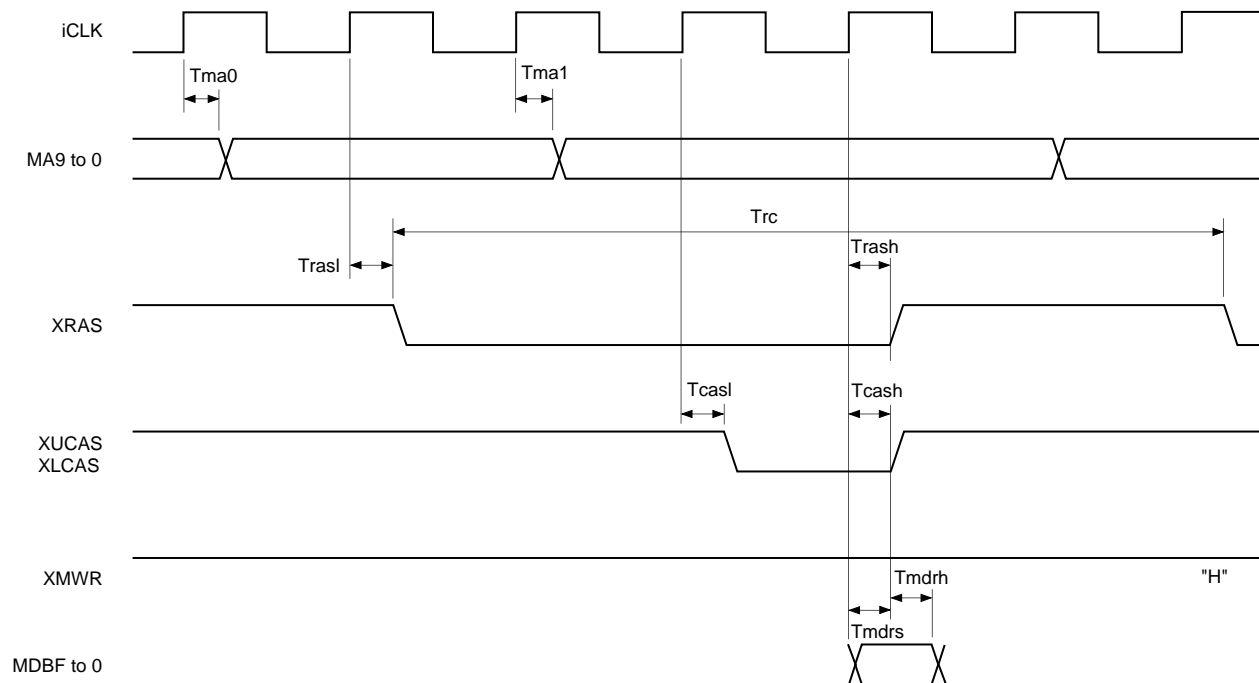 iCLK
Tma0
Tma1
MA9 to 0
Trc
Trasl
Trash
XRAS
Tcasl
Tcash
XUCAS
XLCAS
XMWR
Tmdrh
"H"
Tmdrs
MDBF to 0